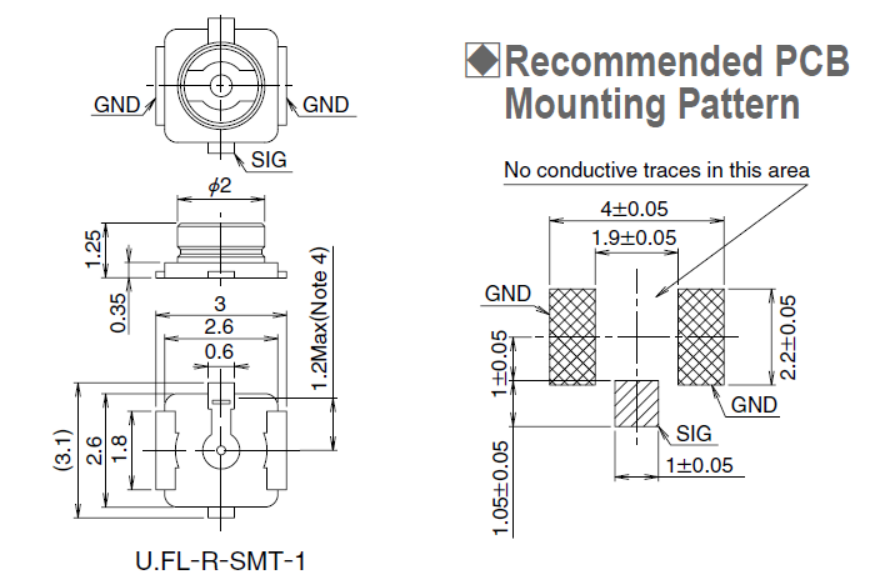 GND
GND
SIG
ϕ2
1.25
0.35
3
2.6
0.6
1.2Max(Note 4)
(3.1)
2.6
1.8
U.FL-R-SMT-1
Recommended PCB
Mounting Pattern
No conductive traces in this area
4±0.05
1.9±0.05
GND
1±0.05
2.2±0.05
GND
SIG
1±0.05
1.05±0.05